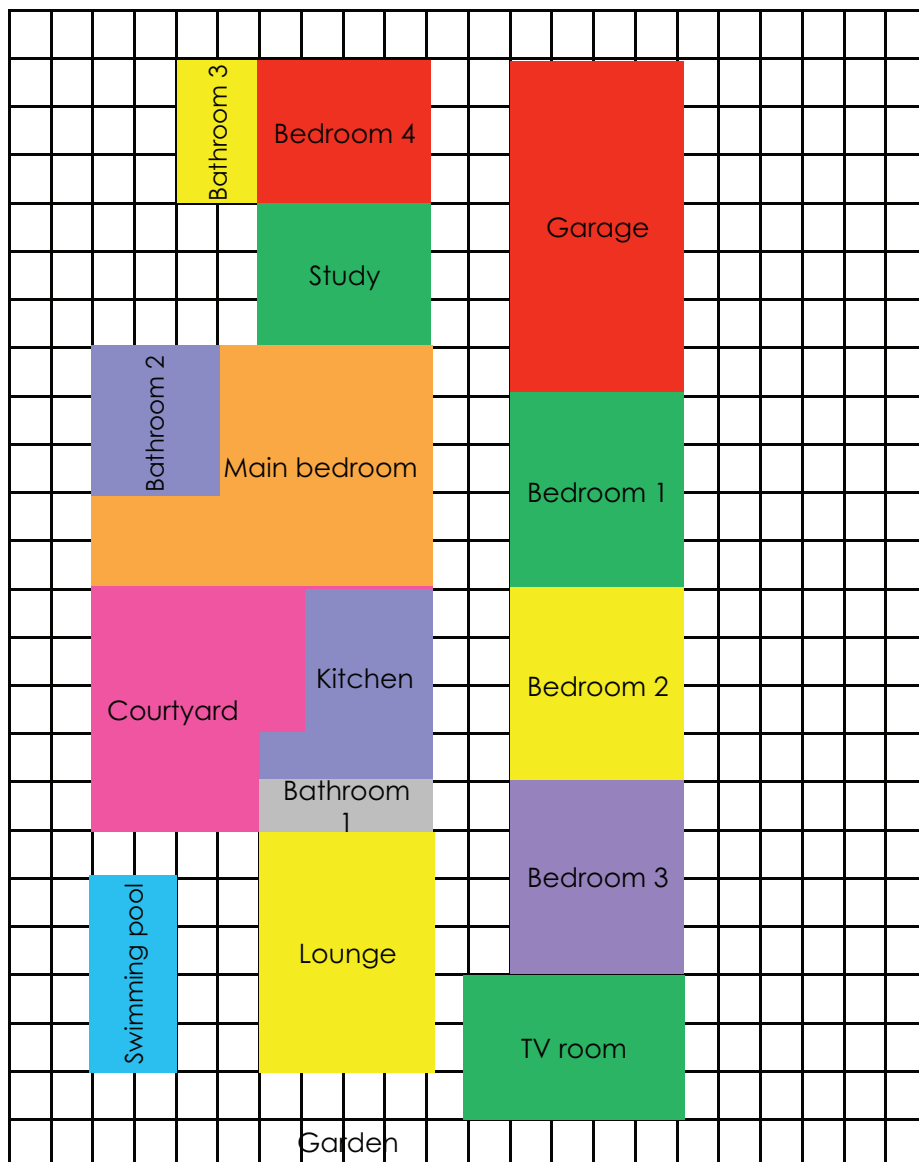 Bathroom 3
Bedroom 4
Garage
Study
Bathroom 2
Main bedroom
Bedroom 1
Kitchen
Bedroom 2
Courtyard
Bathroom
1
Bedroom 3
Lounge
Swimming pool
TV room
Garden